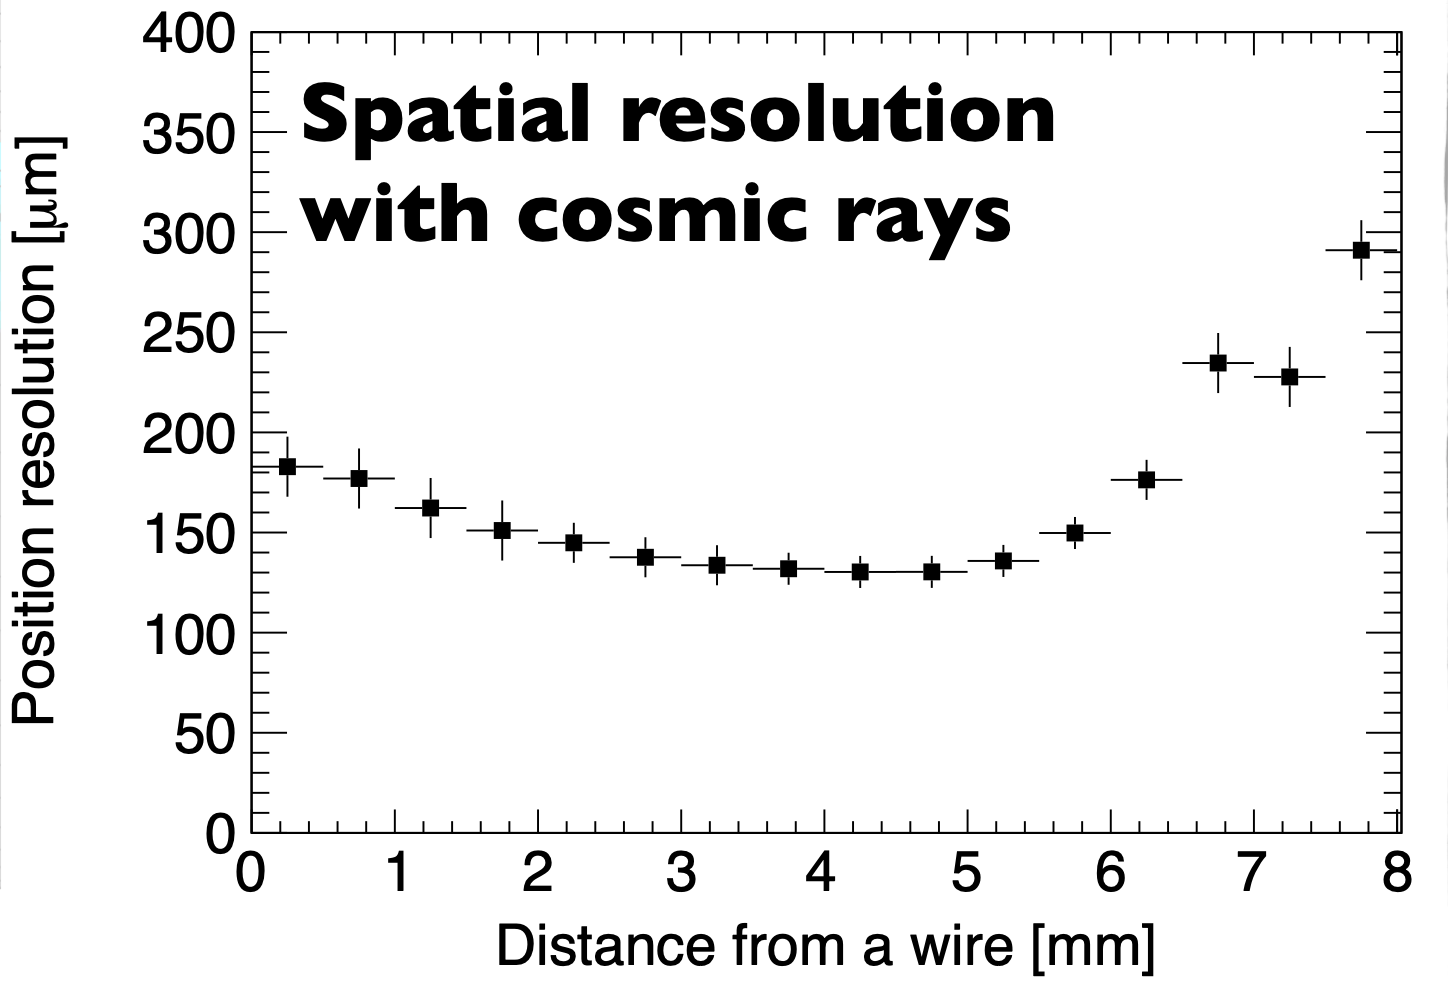 Spatial resolution
with cosmic rays
Position resolution [μm]
400
350
300
250
200
150
100
50
0
0 1 2 3 4 5 6 7 8
Distance from a wire [mm]